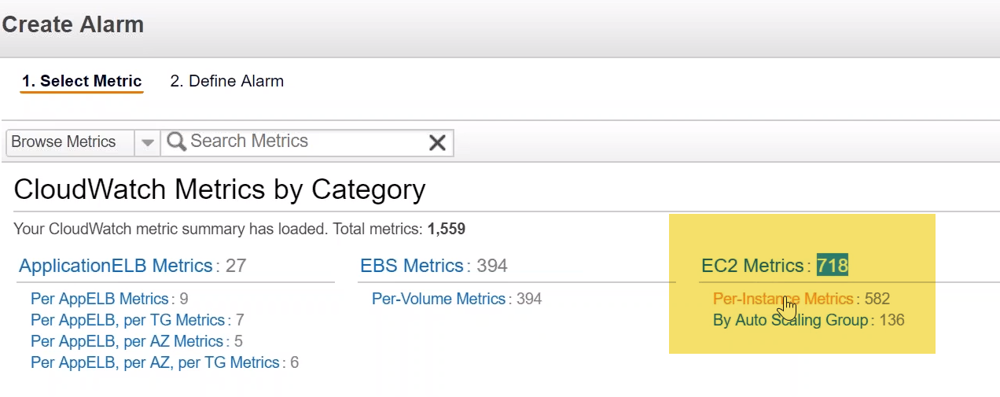 Create Alarm
1. Select Metric 2. Define Alarm
Browse Metrics Search Metrics
CloudWatch Metrics by Category
Your CloudWatch metric summary has loaded. Total metrics: 1,559
ApplicationELB Metrics: 27
Per AppELB Metrics: 9
Per AppELB, per TG Metrics: 7
Per AppELB, per AZ Metrics: 5
Per AppELB, per AZ, per TG Metrics: 6
EBS Metrics: 394
Per-Volume Metrics: 394
EC2 Metrics: 718
Per-Instance Metrics: 582
By Auto Scaling Group: 136